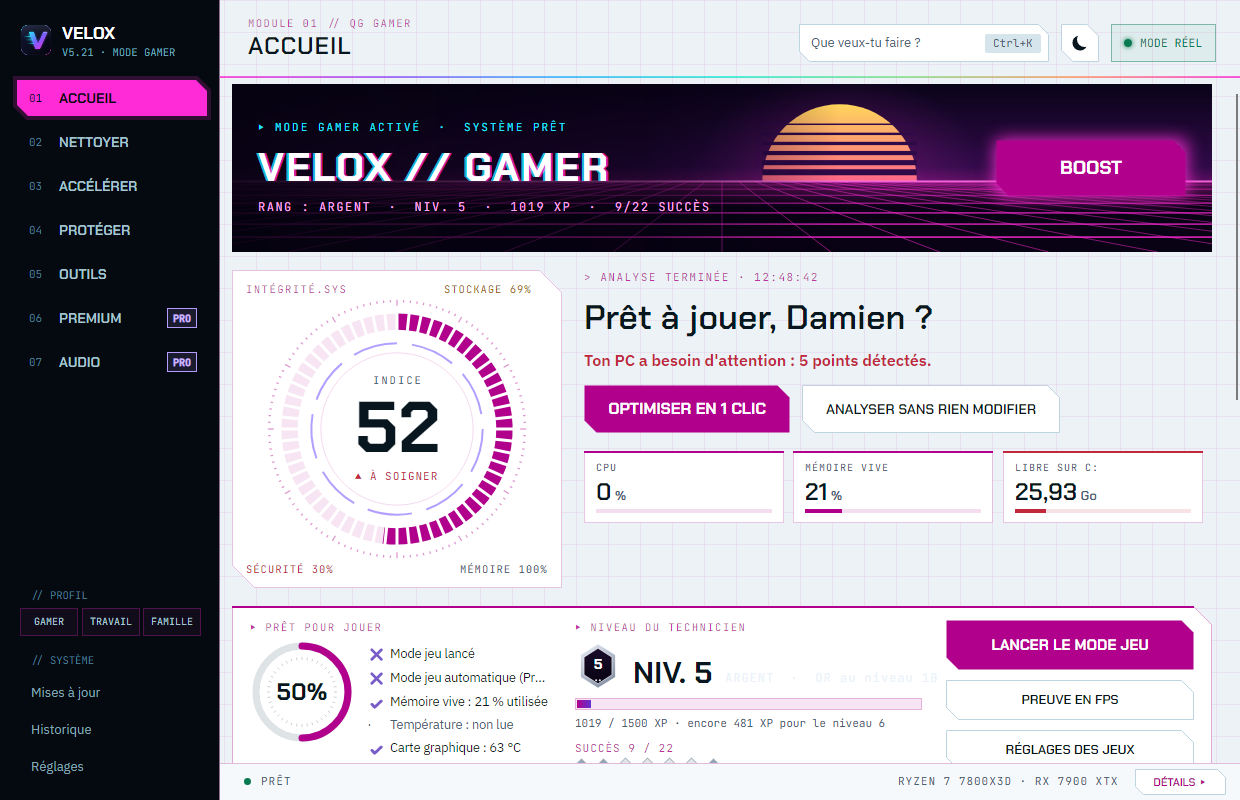 VELOX
V5.21 · MODE GAMER
01 ACCUEIL
02 NETTOYER
03 ACCÉLÉRER
04 PROTÉGER
05 OUTILS
06 PREMIUM PRO
07 AUDIO PRO
// PROFIL
GAMER TRAVAIL FAMILLE
// SYSTÈME
Mises à jour
Historique
Réglages
MODULE 01 // QG GAMER
ACCUEIL
Que veux-tu faire ? Ctrl+K
MODE RÉEL
▸ MODE GAMER ACTIVÉ · SYSTÈME PRÊT
VELOX // GAMER
RANG : ARGENT · NIV. 5 · 1019 XP · 9/22 SUCCÈS
BOOST
INTÉGRITÉ.SYS STOCKAGE 69%
INDICE
52
▲ À SOIGNER
SÉCURITÉ 30% MÉMOIRE 100%
> ANALYSE TERMINÉE · 12:48:42
Prêt à jouer, Damien ?
Ton PC a besoin d'attention : 5 points détectés.
OPTIMISER EN 1 CLIC
ANALYSER SANS RIEN MODIFIER
CPU
0 %
MÉMOIRE VIVE
21 %
LIBRE SUR C:
25,93 Go
▸ PRÊT POUR JOUER
50%
Mode jeu lancé
Mode jeu automatique (Pr...
Mémoire vive : 21 % utilisée
· Température : non lue
Carte graphique : 63 °C
▸ NIVEAU DU TECHNICIEN
5
NIV. 5 ARGENT · OR au niveau 10
1019 / 1500 XP · encore 481 XP pour le niveau 6
SUCCÈS 9 / 22
LANCER LE MODE JEU
PREUVE EN FPS
RÉGLAGES DES JEUX
PRÊT
RYZEN 7 7800X3D · RX 7900 XTX
DÉTAILS ▸